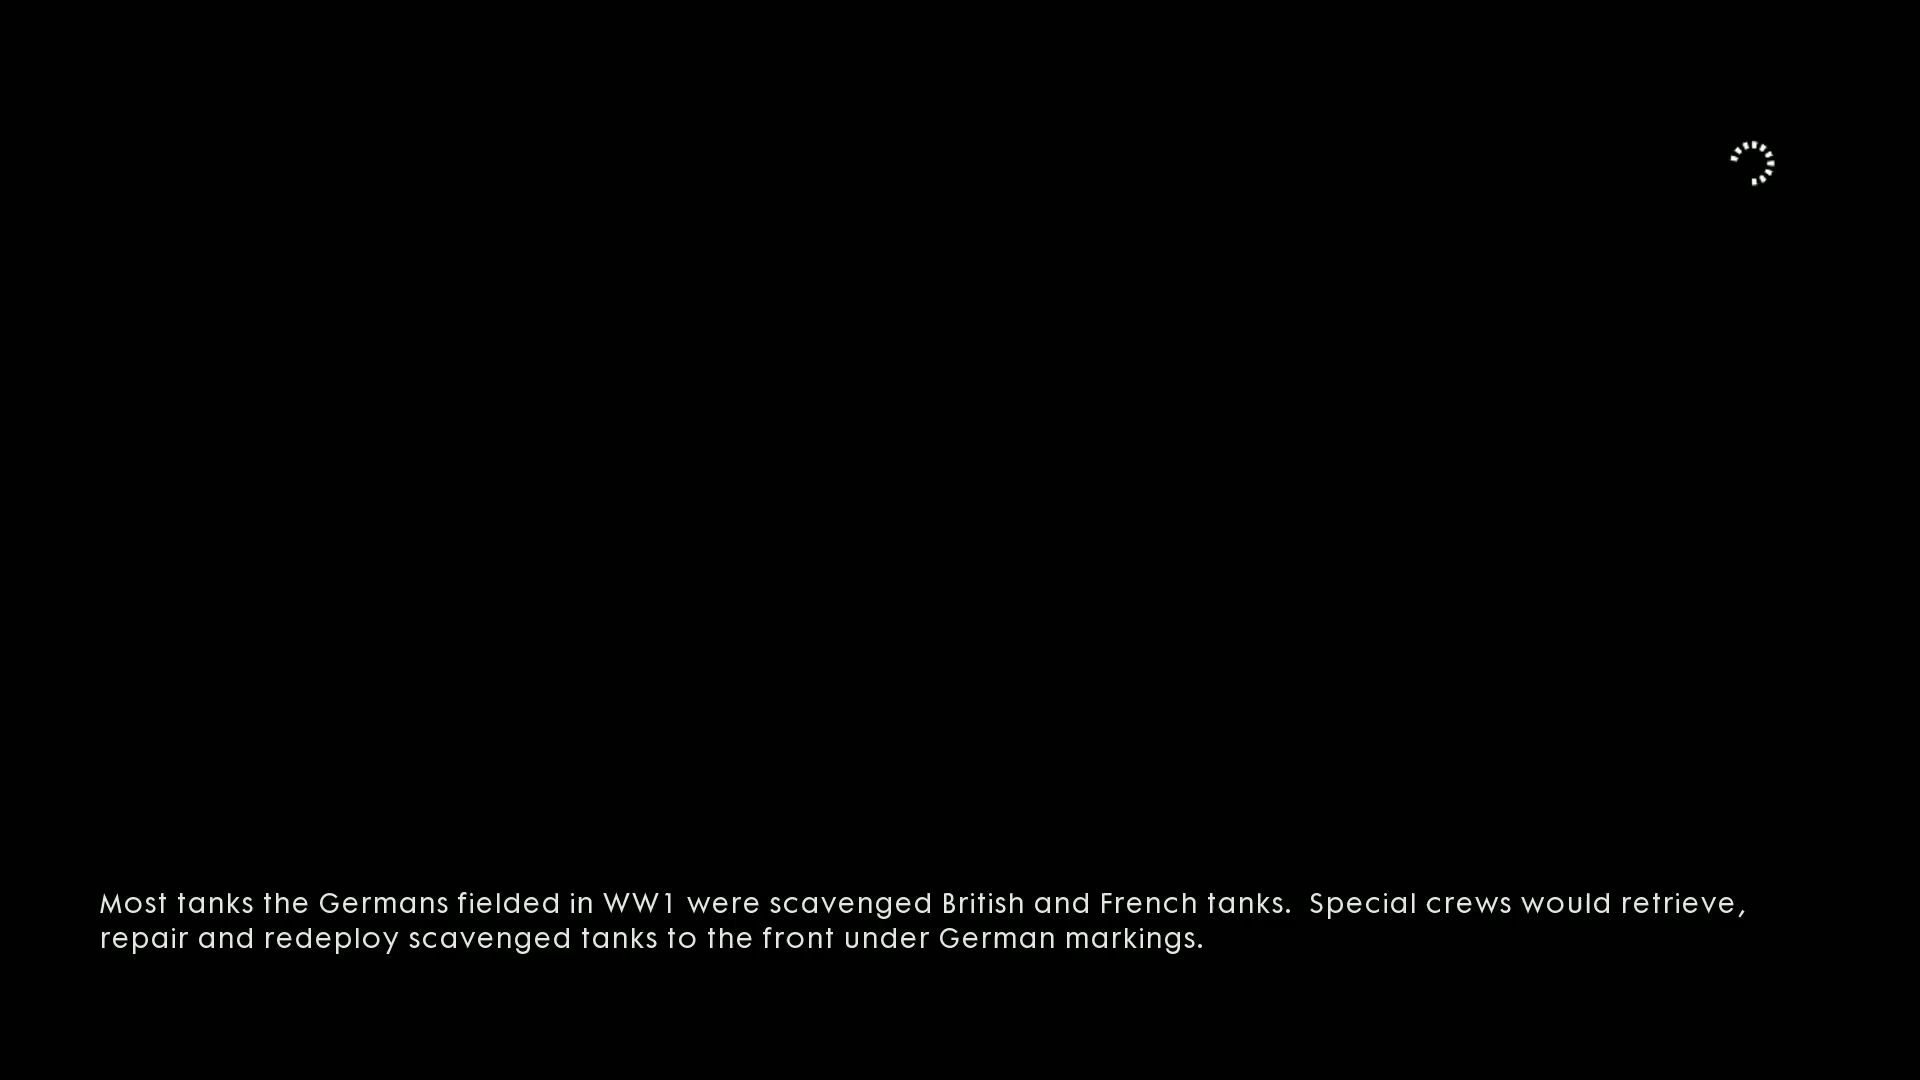 Most tanks the Germans fielded in WW1 were scavenged British and French tanks.  Special crews would retrieve,
repair and redeploy scavenged tanks to the front under German markings.